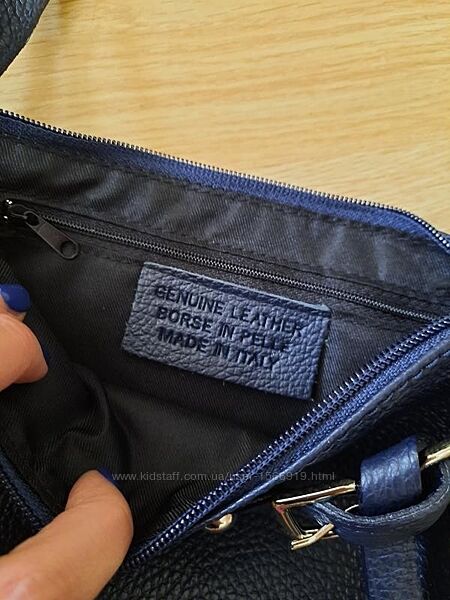 GENUINE LEATHER
BORSE IN PELLE
MADE IN ITALY